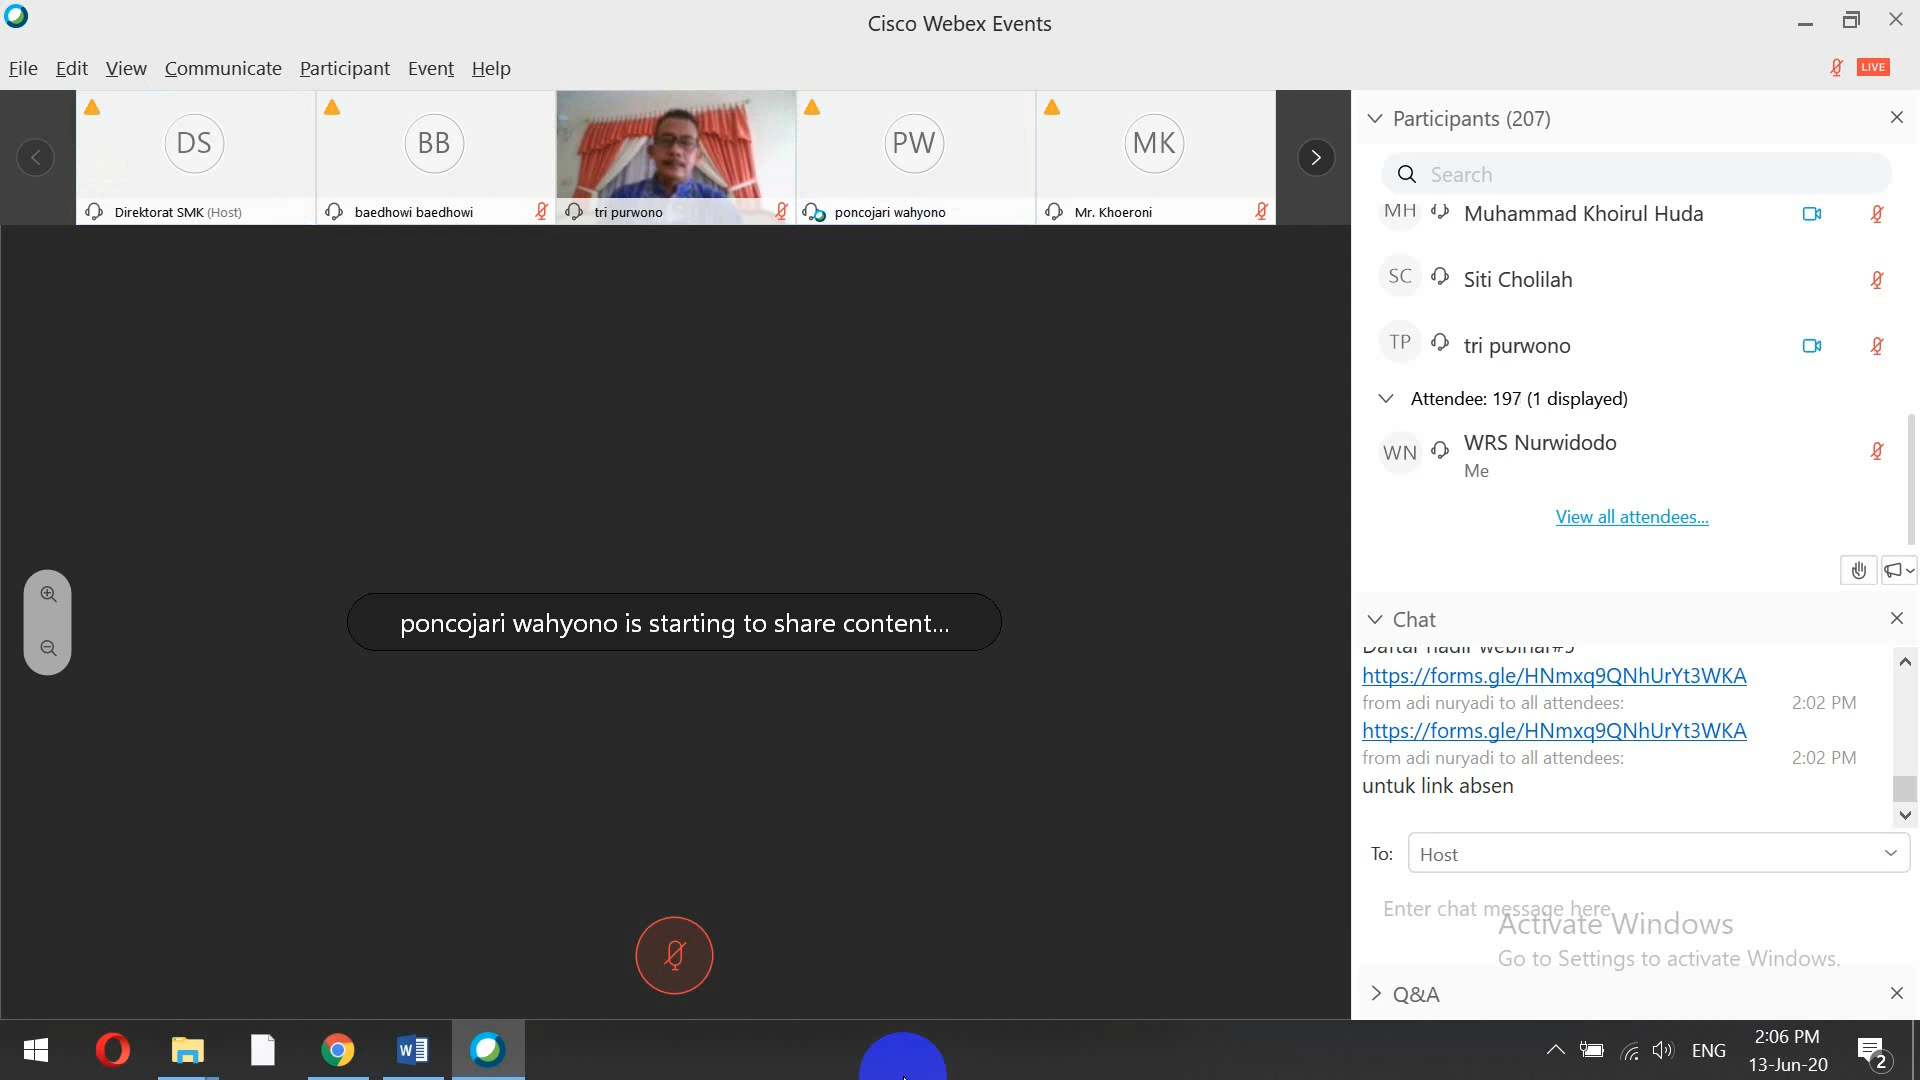 Cisco Webex Events
File Edit View Communicate Participant Event Help
LIVE
DS
BB
PW
MK
Direktorat SMK (Host)
baedhowi baedhowi
tri purwono
poncojari wahyono
Mr. Khoeroni
poncojari wahyono is starting to share content...
Participants (207)
Search
MH Muhammad Khoirul Huda
SC Siti Cholilah
TP tri purwono
Attendee: 197 (1 displayed)
WN WRS Nurwidodo
Me
View all attendees...
Chat
Daftar hadir webinar#5
https://forms.gle/HNmxq9QNhUrYt3WKA
from adi nuryadi to all attendees: 2:02 PM
https://forms.gle/HNmxq9QNhUrYt3WKA
from adi nuryadi to all attendees: 2:02 PM
untuk link absen
To: Host
Enter chat message here
Activate Windows
Go to Settings to activate Windows.
Q&A
ENG
2:06 PM
13-Jun-20
2